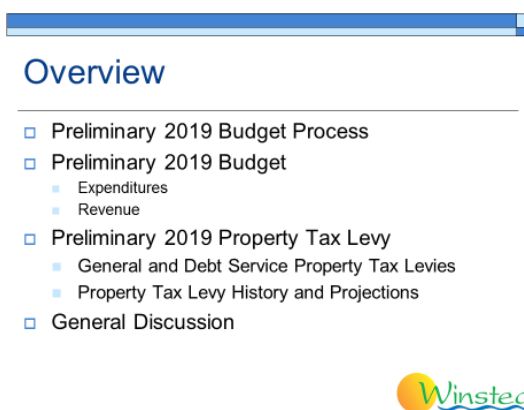 Overview
Preliminary 2019 Budget Process
Preliminary 2019 Budget
Expenditures
Revenue
Preliminary 2019 Property Tax Levy
General and Debt Service Property Tax Levies
Property Tax Levy History and Projections
General Discussion